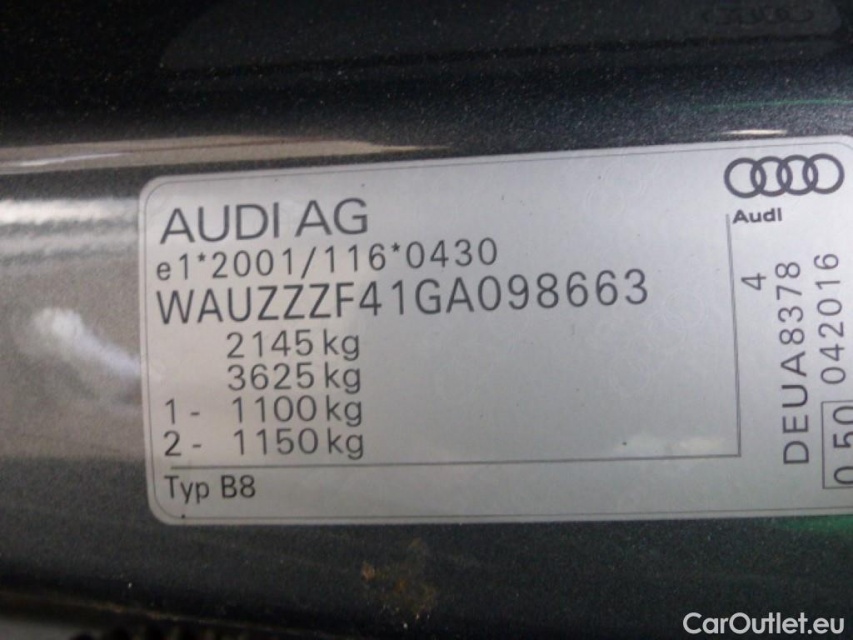 AUDI AG
e1*2001/116*0430
WAUZZZF41GA098663
2145 kg
3625 kg
1 - 1100 kg
2 - 1150 kg
Typ B8
Audi
4
DEUA8378
042016
0.50
CarOutlet.eu